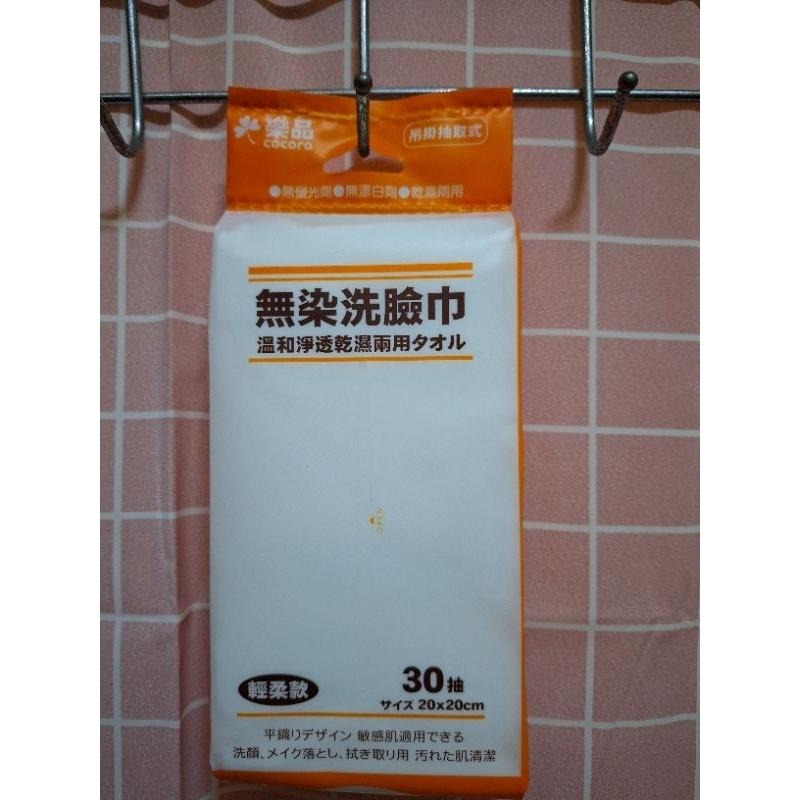 樂品
cocoro
吊掛抽取式
●無螢光劑●無漂白劑●乾濕兩用
無染洗臉巾
溫和淨透乾濕兩用タオル
輕柔款
30抽
サイズ 20x20cm
平織りデザイン 敏感肌適用できる
洗顔、メイク落とし、拭き取り用 汚れた肌清潔